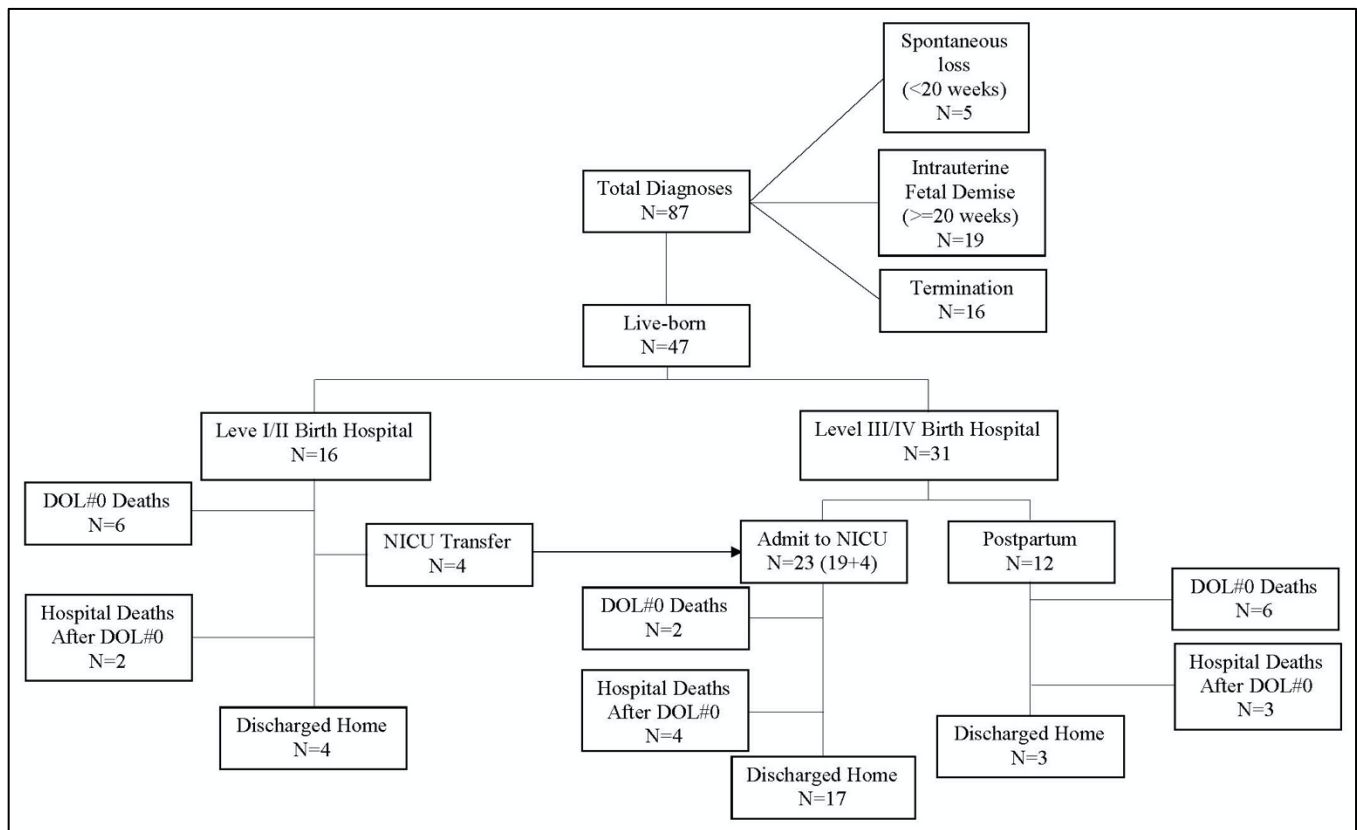 Spontaneous
loss
(<20 weeks)
N=5
Total Diagnoses
N=87
Intrauterine
Fetal Demise
(>=20 weeks)
N=19
Termination
N=16
Live-born
N=47
Leve I/II Birth Hospital
N=16
Level III/IV Birth Hospital
N=31
DOL#0 Deaths
N=6
NICU Transfer
N=4
Admit to NICU
N=23 (19+4)
Postpartum
N=12
DOL#0 Deaths
N=2
DOL#0 Deaths
N=6
Hospital Deaths
After DOL#0
N=2
Hospital Deaths
After DOL#0
N=4
Hospital Deaths
After DOL#0
N=3
Discharged Home
N=4
Discharged Home
N=17
Discharged Home
N=3